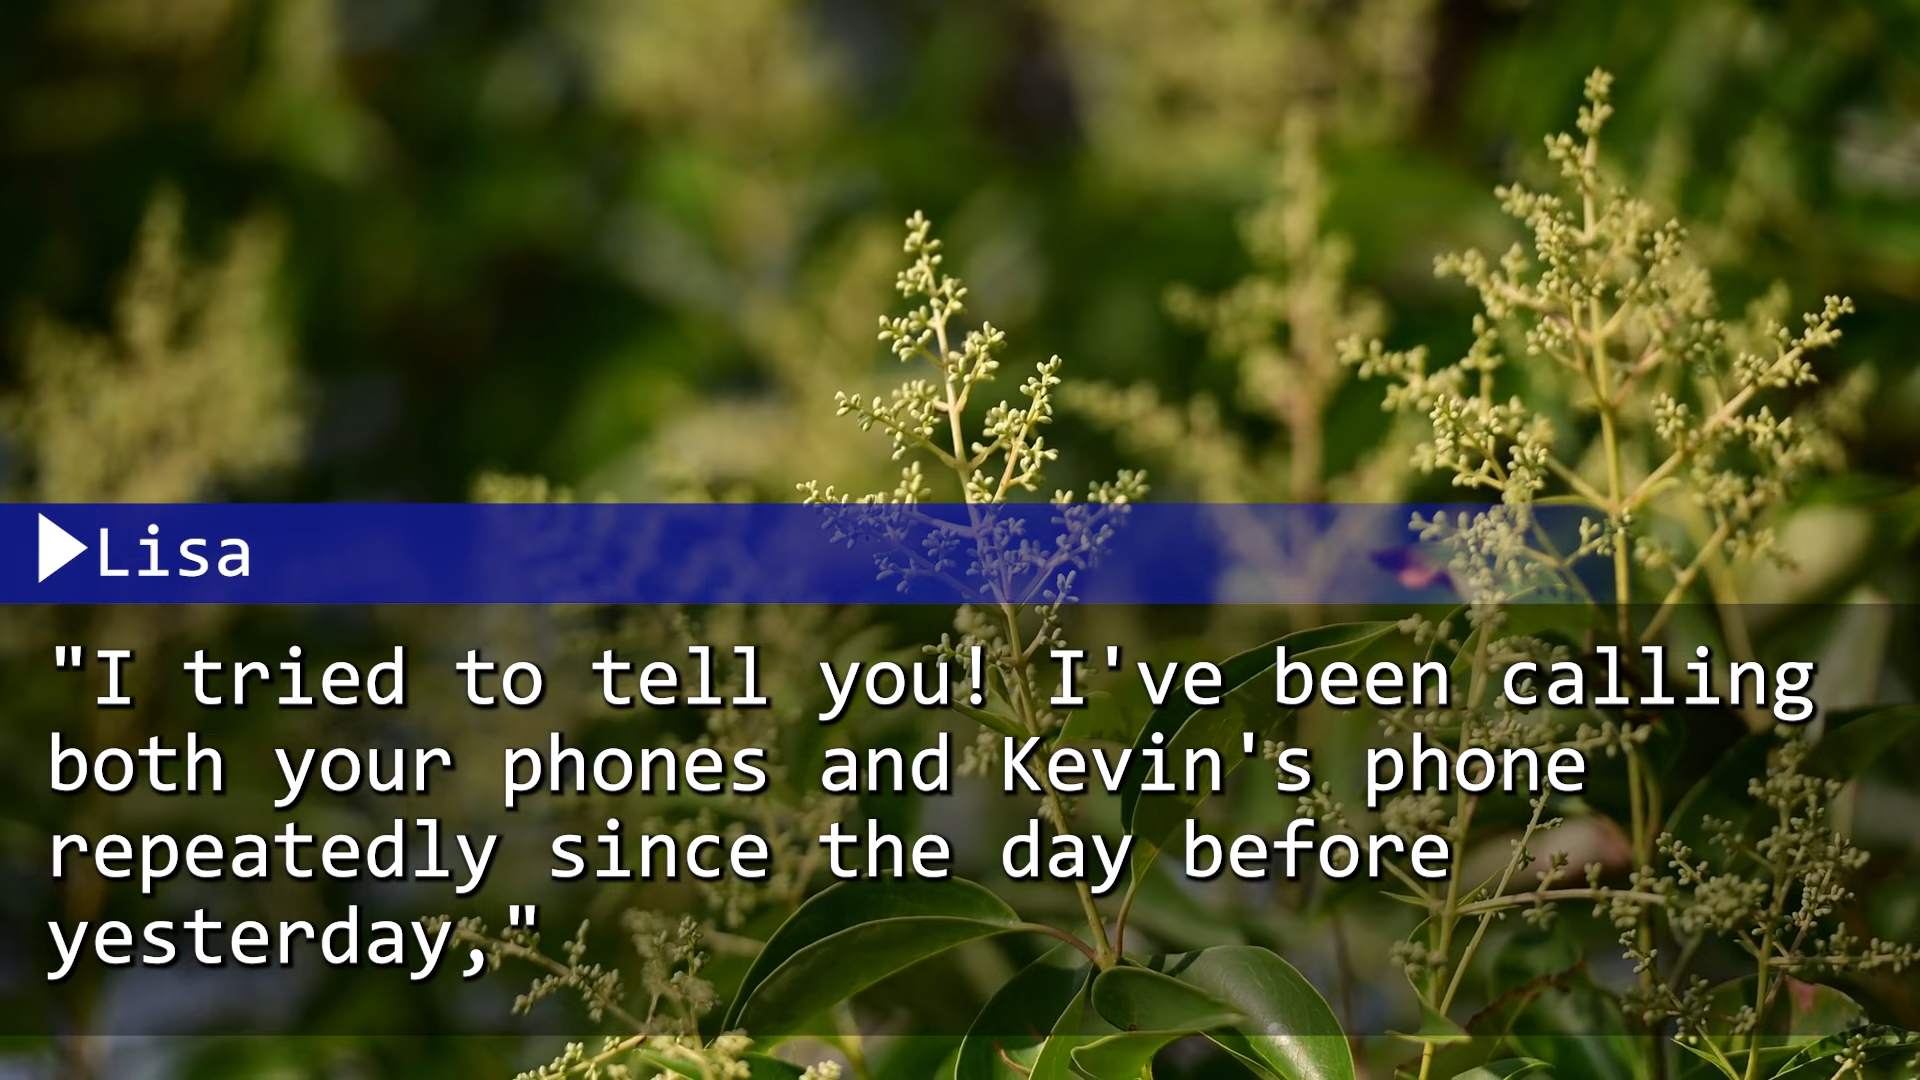 Lisa
"I tried to tell you! I've been calling
both your phones and Kevin's phone
repeatedly since the day before
yesterday,"